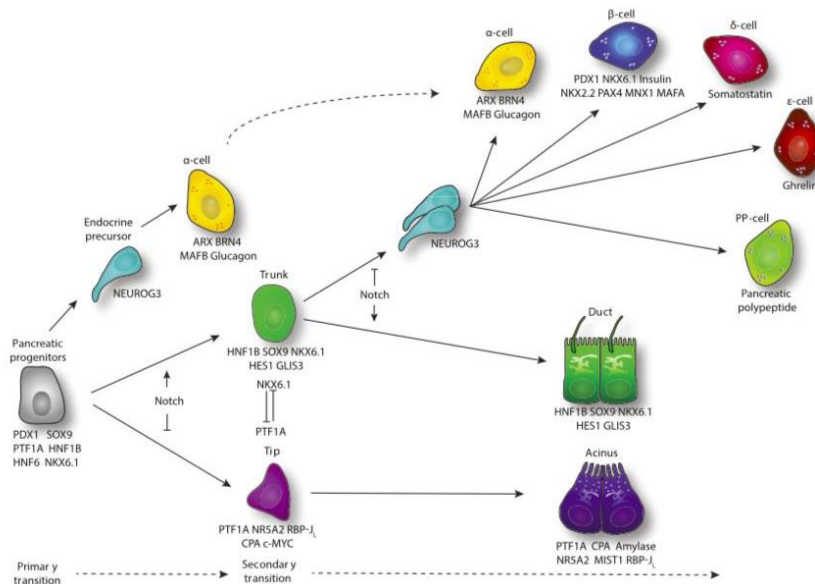 α-cell
ARX BRN4
MAFB Glucagon
β-cell
PDX1 NKX6.1 Insulin
NKX2.2 PAX4 MNX1 MAFA
δ-cell
Somatostatin
ε-cell
Ghrelin
PP-cell
Pancreatic
polypeptide
α-cell
ARX BRN4
MAFB Glucagon
Endocrine
precursor
NEUROG3
NEUROG3
Pancreatic
progenitors
PDX1 SOX9
PTF1A HNF1B
HNF6 NKX6.1
Notch
Trunk
HNF1B SOX9 NKX6.1
HES1 GLIS3
NKX6.1
PTF1A
Notch
Duct
HNF1B SOX9 NKX6.1
HES1 GLIS3
Tip
PTF1A NR5A2 RBP-JL
CPA c-MYC
Acinus
PTF1A CPA Amylase
NR5A2 MIST1 RBP-JL
Primar y
transition
Secondar y
transition